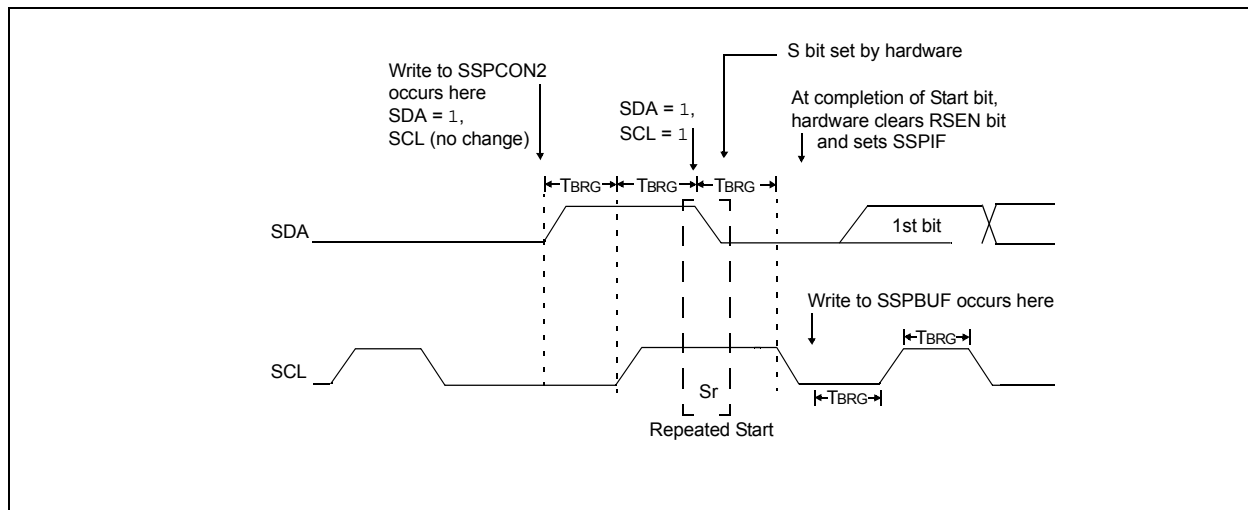 S bit set by hardware
Write to SSPCON2
occurs here
SDA = 1,
SCL (no change)
SDA = 1,
SCL = 1
At completion of Start bit,
hardware clears RSEN bit
and sets SSPIF
TBRG
TBRG
TBRG
SDA
1st bit
Write to SSPBUF occurs here
TBRG
SCL
Sr
TBRG
Repeated Start